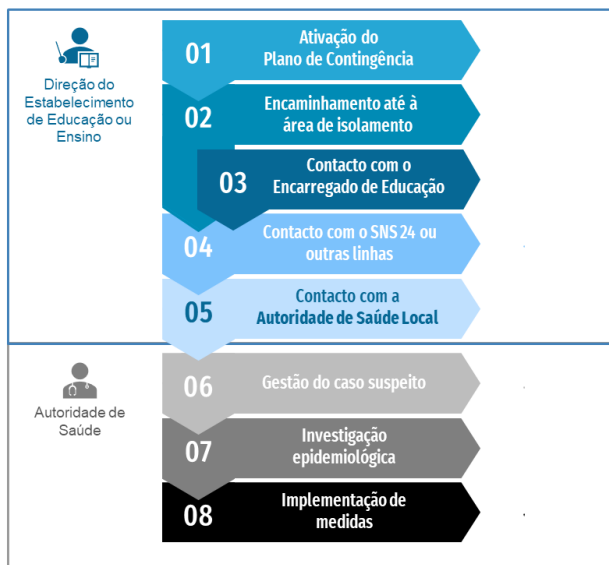 Direção do
Estabelecimento
de Educação ou
Ensino
01
Ativação do
Plano de Contingência
02
Encaminhamento até à
área de isolamento
03
Contacto com o
Encarregado de Educação
04
Contacto com o SNS 24 ou
outras linhas
05
Contacto com a
Autoridade de Saúde Local
Autoridade de
Saúde
06
Gestão do caso suspeito
07
Investigação
epidemiológica
08
Implementação de
medidas